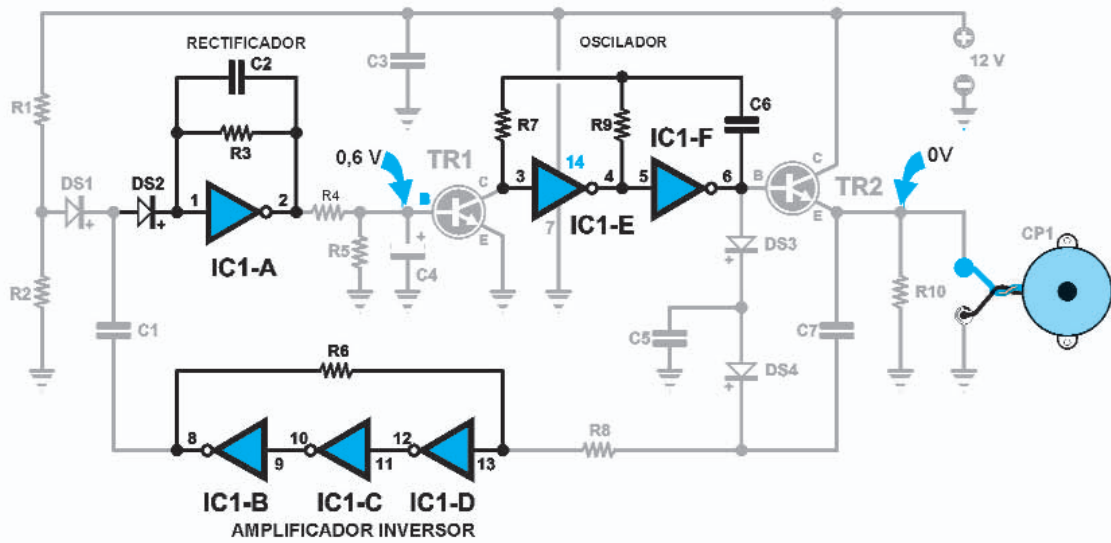 RECTIFICADOR
OSCILADOR
C2
C3
12 V
R1
R3
R7
R9
C6
IC1-F
0,6 V
TR1
14
0V
DS1
DS2
1
2
R4
B
C
E
3
4
5
6
B
C
E
TR2
7
IC1-E
IC1-A
R5
C4
DS3
CP1
R2
R10
C1
C5
C7
R6
DS4
R8
8
9
10
11
12
13
IC1-B
IC1-C
IC1-D
AMPLIFICADOR INVERSOR